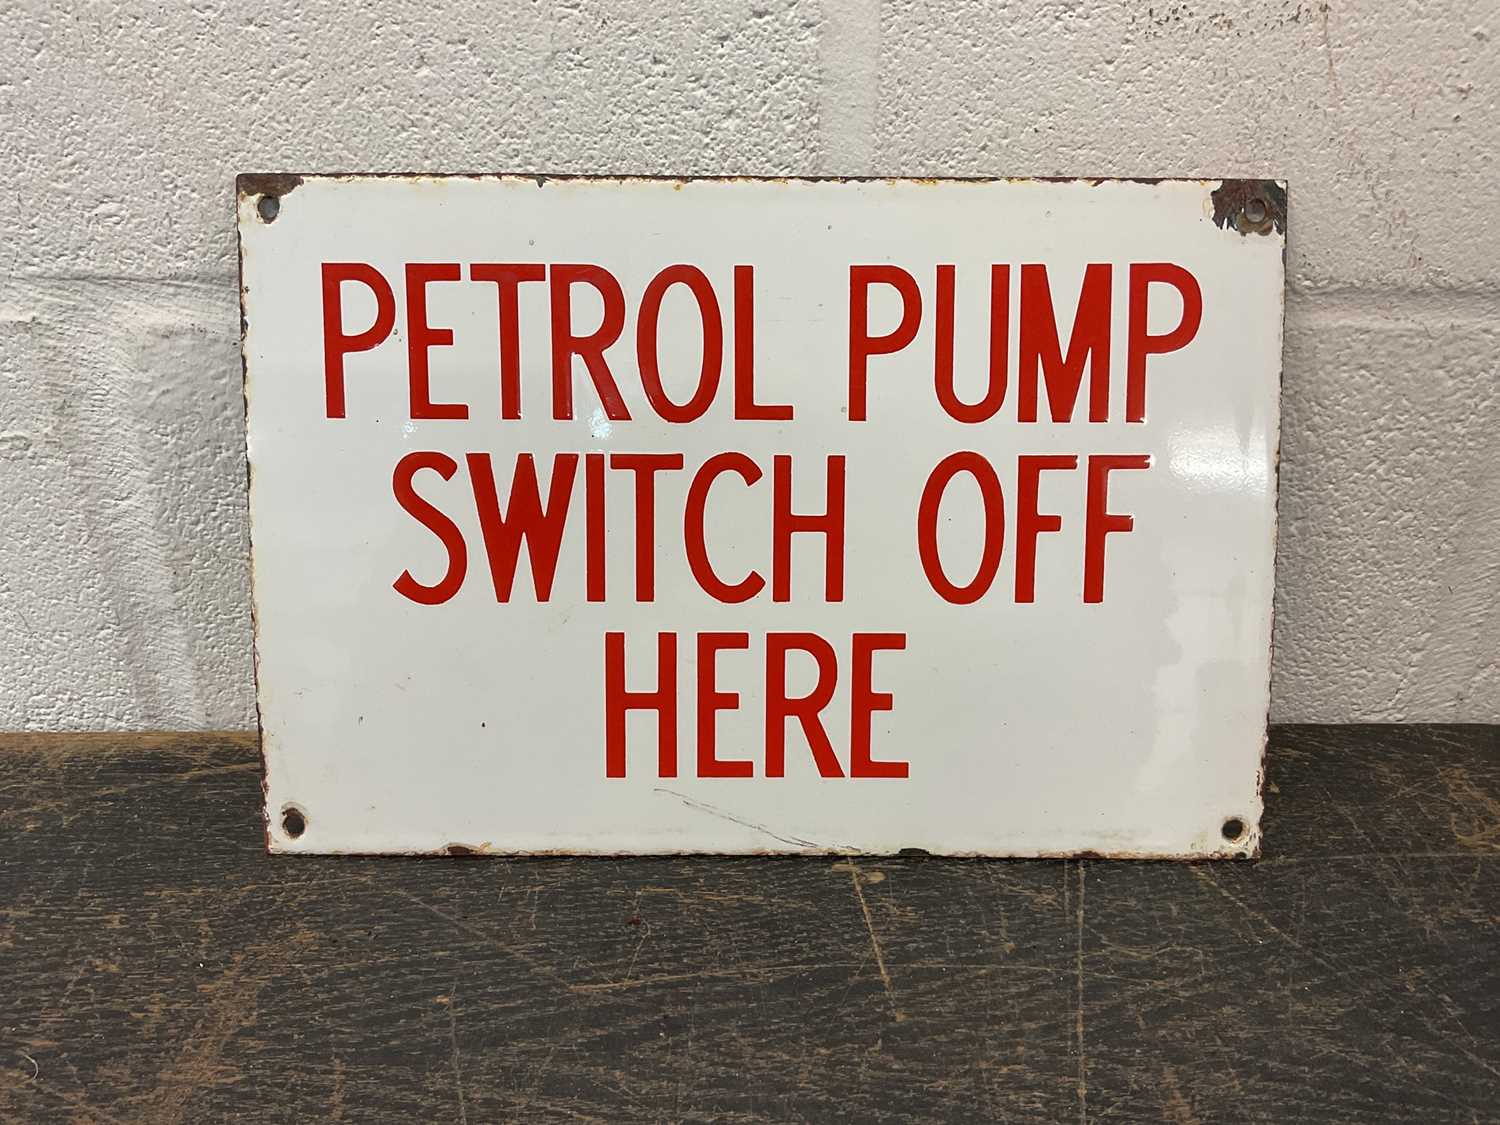 PETROL PUMP
SWITCH OFF
HERE